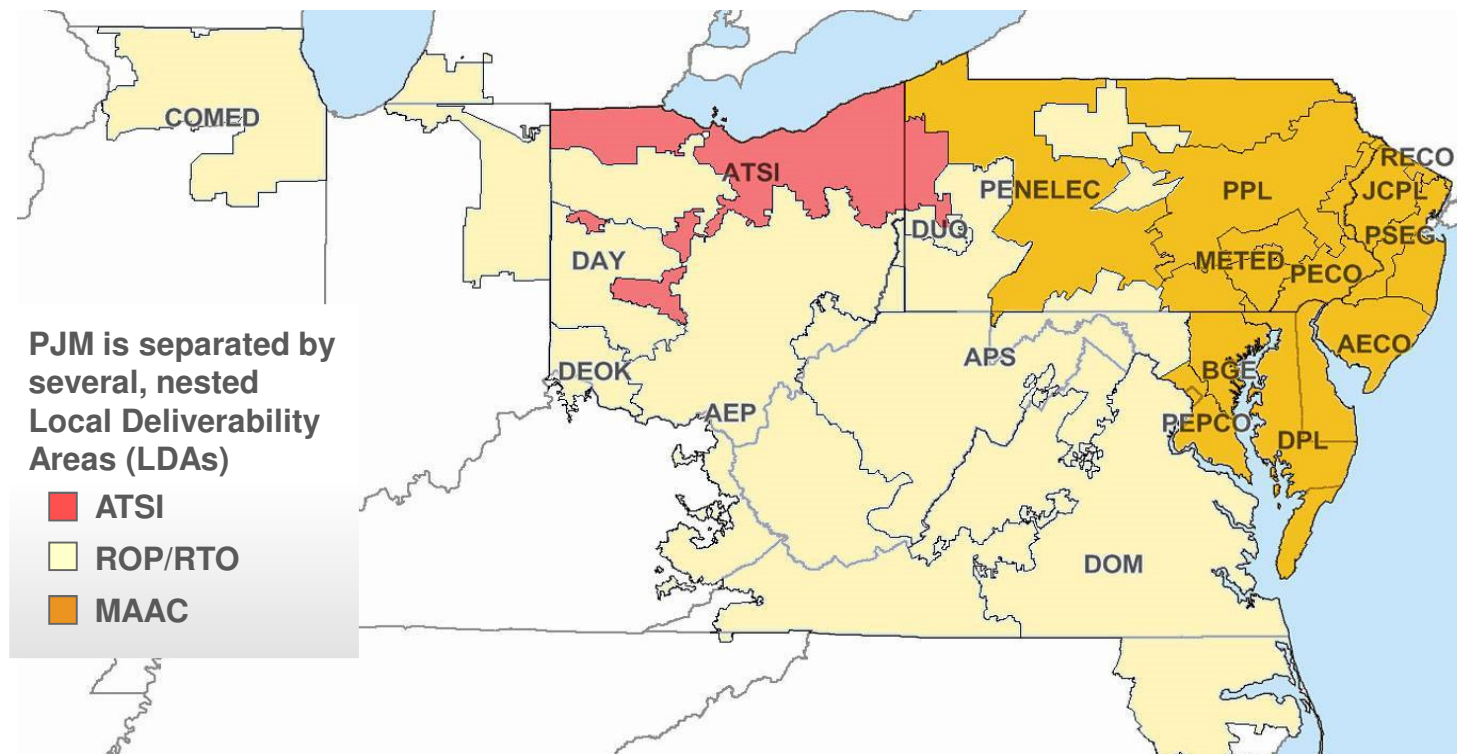 COMED
ATSI
RECO
PENELEC
PPL
JCPL
DUQ
PSEG
DAY
METED
PECO
PJM is separated by
several, nested
Local Deliverability
Areas (LDAs)
ATSI
ROP/RTO
MAAC
AECO
APS
BGE
DEOK
AEP
PEPCO
DPL
DOM